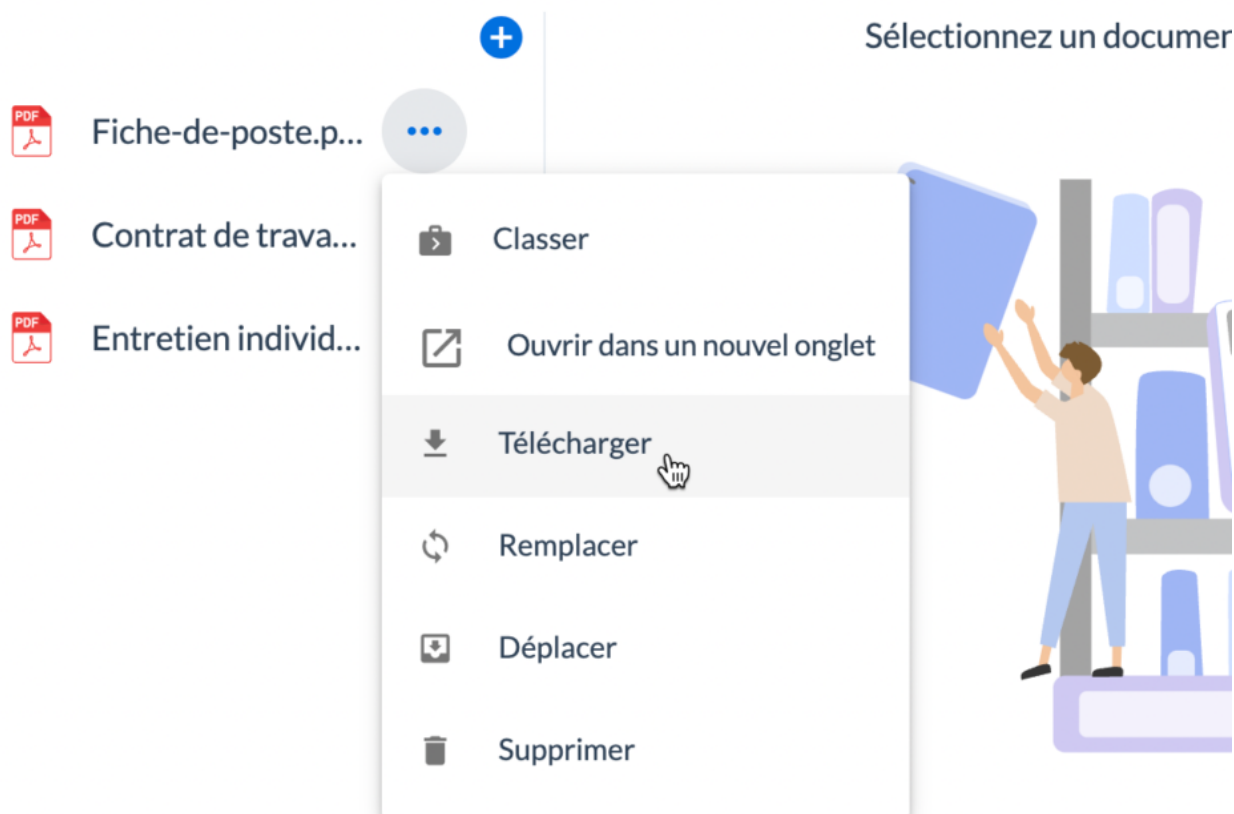 Sélectionnez un documen
PDF
Fiche-de-poste.p...
PDF
Contrat de trava...
PDF
Entretien individ...
Classer
Ouvrir dans un nouvel onglet
Télécharger
Remplacer
Déplacer
Supprimer